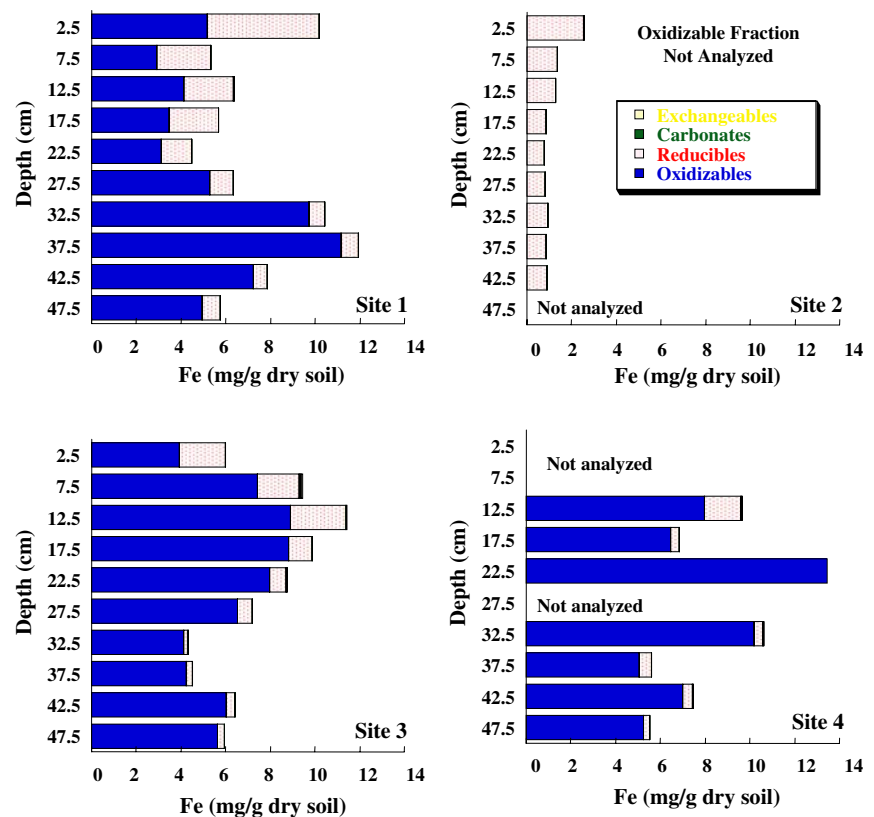 2.5
7.5
12.5
17.5
22.5
27.5
32.5
37.5
42.5
47.5
Depth (cm)
Site 1
0 2 4 6 8 10 12 14
Fe (mg/g dry soil)
2.5
7.5
12.5
17.5
22.5
27.5
32.5
37.5
42.5
47.5
Depth (cm)
Oxidizable Fraction
Not Analyzed
Exchangeables
Carbonates
Reducibles
Oxidizables
Not analyzed
Site 2
0 2 4 6 8 10 12 14
Fe (mg/g dry soil)
2.5
7.5
12.5
17.5
22.5
27.5
32.5
37.5
42.5
47.5
Depth (cm)
Site 3
0 2 4 6 8 10 12 14
Fe (mg/g dry soil)
2.5
7.5
12.5
17.5
22.5
27.5
32.5
37.5
42.5
47.5
Depth (cm)
Not analyzed
Not analyzed
Site 4
0 2 4 6 8 10 12 14
Fe (mg/g dry soil)